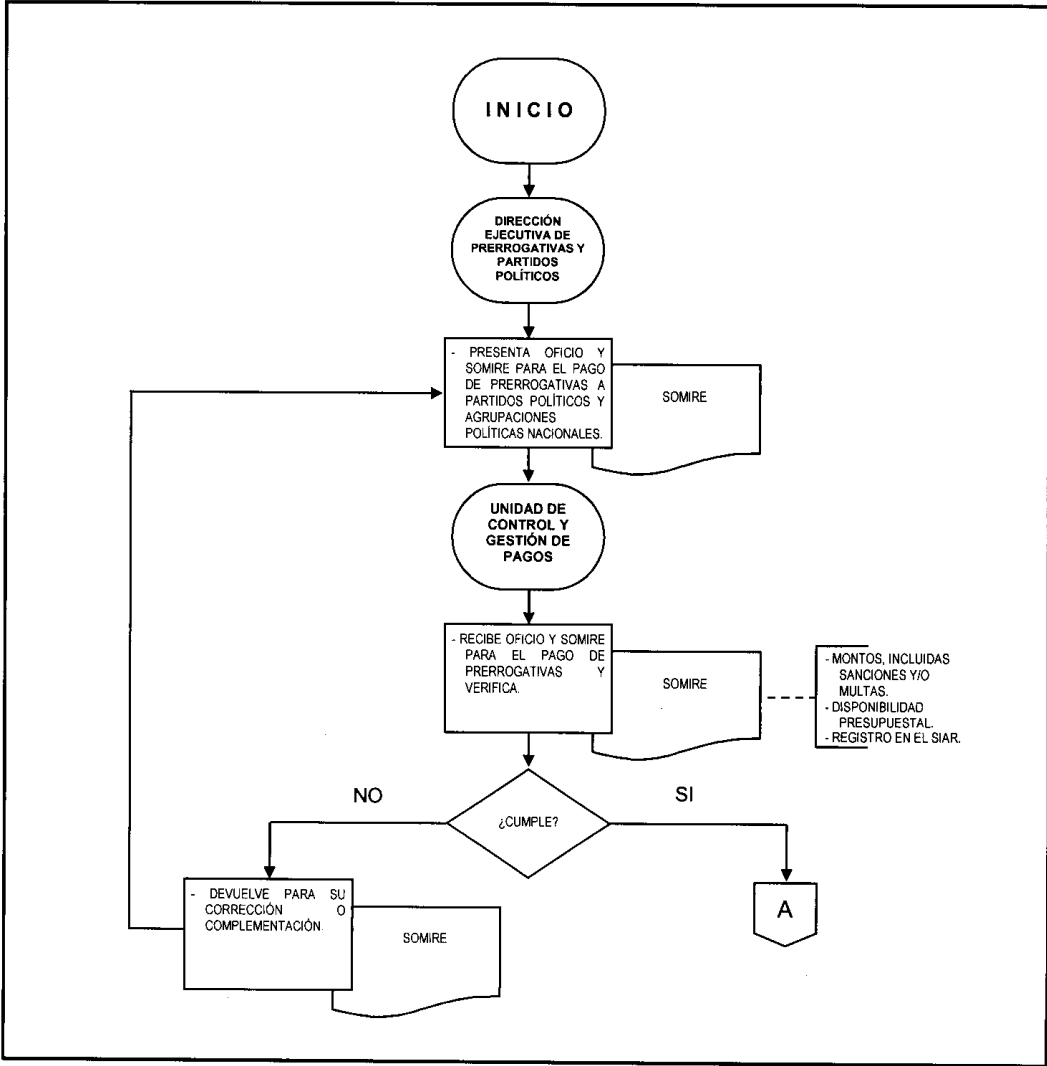 INICIO
DIRECCIÓN
EJECUTIVA DE
PRERROGATIVAS Y
PARTIDOS
POLÍTICOS
- PRESENTA OFICIO Y
SOMIRE PARA EL PAGO
DE PRERROGATIVAS A
PARTIDOS POLÍTICOS Y
AGRUPACIONES
POLÍTICAS NACIONALES.
SOMIRE
UNIDAD DE
CONTROL Y
GESTIÓN DE
PAGOS
- RECIBE OFICIO Y SOMIRE
PARA EL PAGO DE
PRERROGATIVAS Y
VERIFICA.
SOMIRE
- MONTOS, INCLUIDAS
SANCIONES Y/O
MULTAS.
- DISPONIBILIDAD
PRESUPUESTAL.
- REGISTRO EN EL SIAR.
NO
¿CUMPLE?
SI
- DEVUELVE PARA SU
CORRECCIÓN O
COMPLEMENTACIÓN.
SOMIRE
A